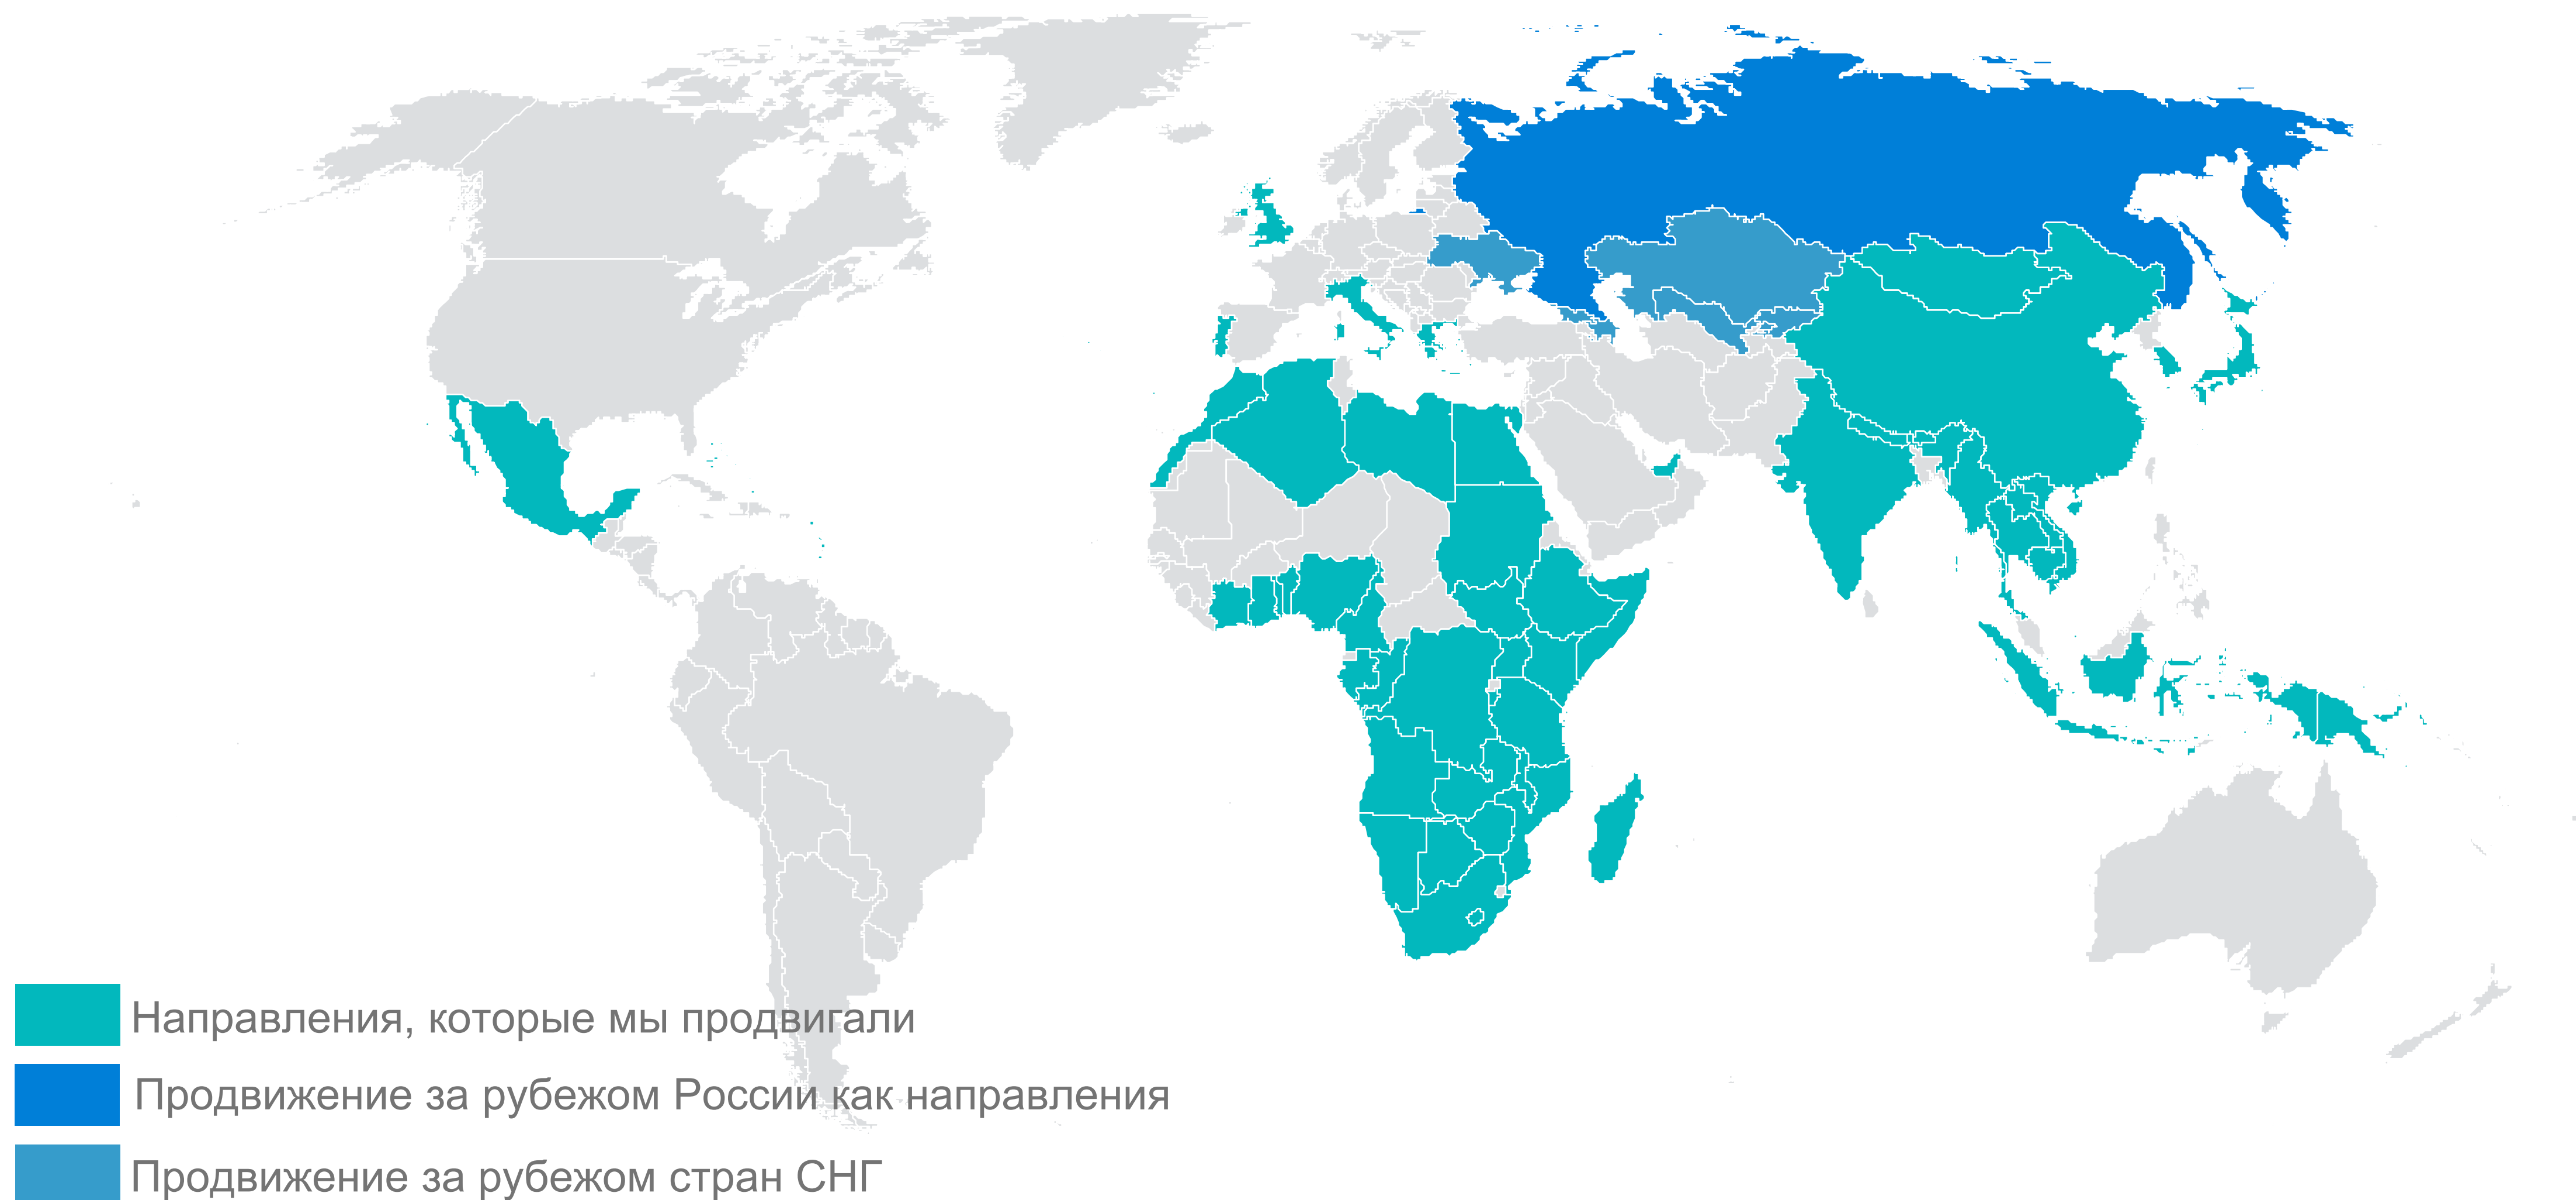 Направления, которые мы продвигали
Продвижение за рубежом России как направления
Продвижение за рубежом стран СНГ